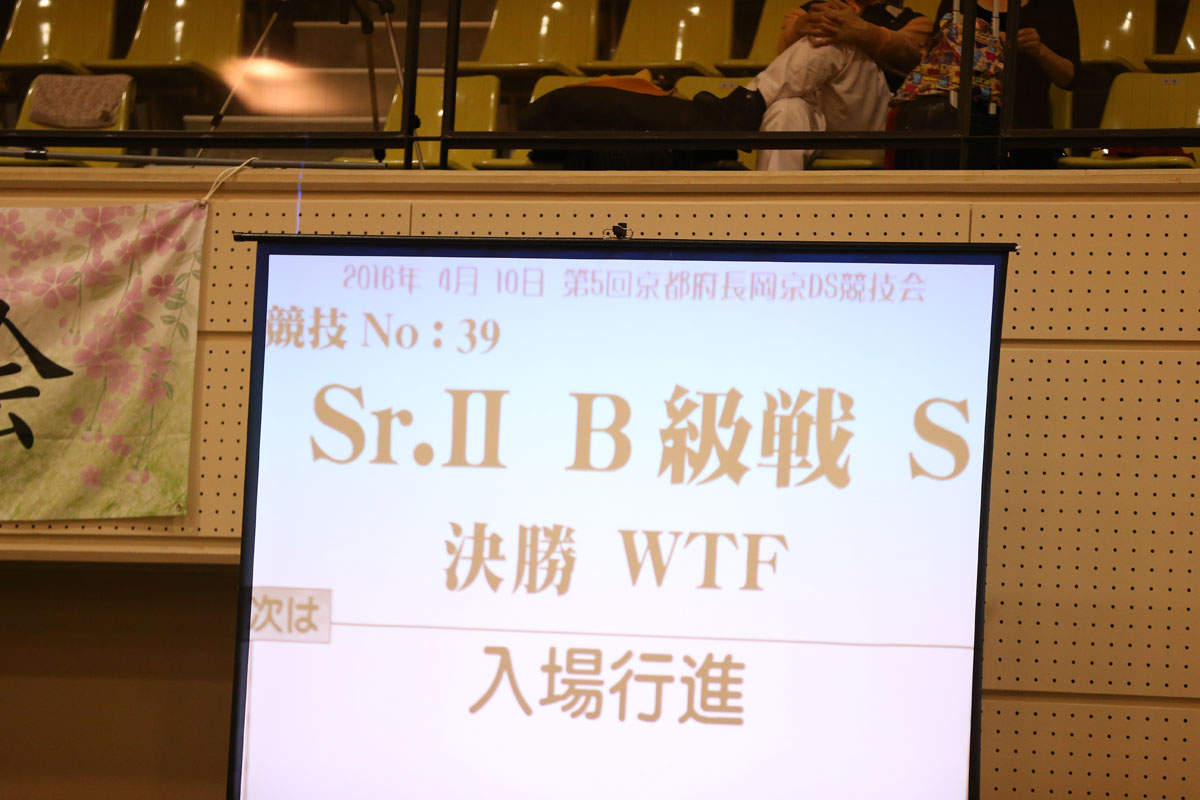 2016年 4月 10日 第5回京都府長岡京DS競技会
競技 No : 39
Sr.II B級戦 S
決勝 WTF
次は
入場行進